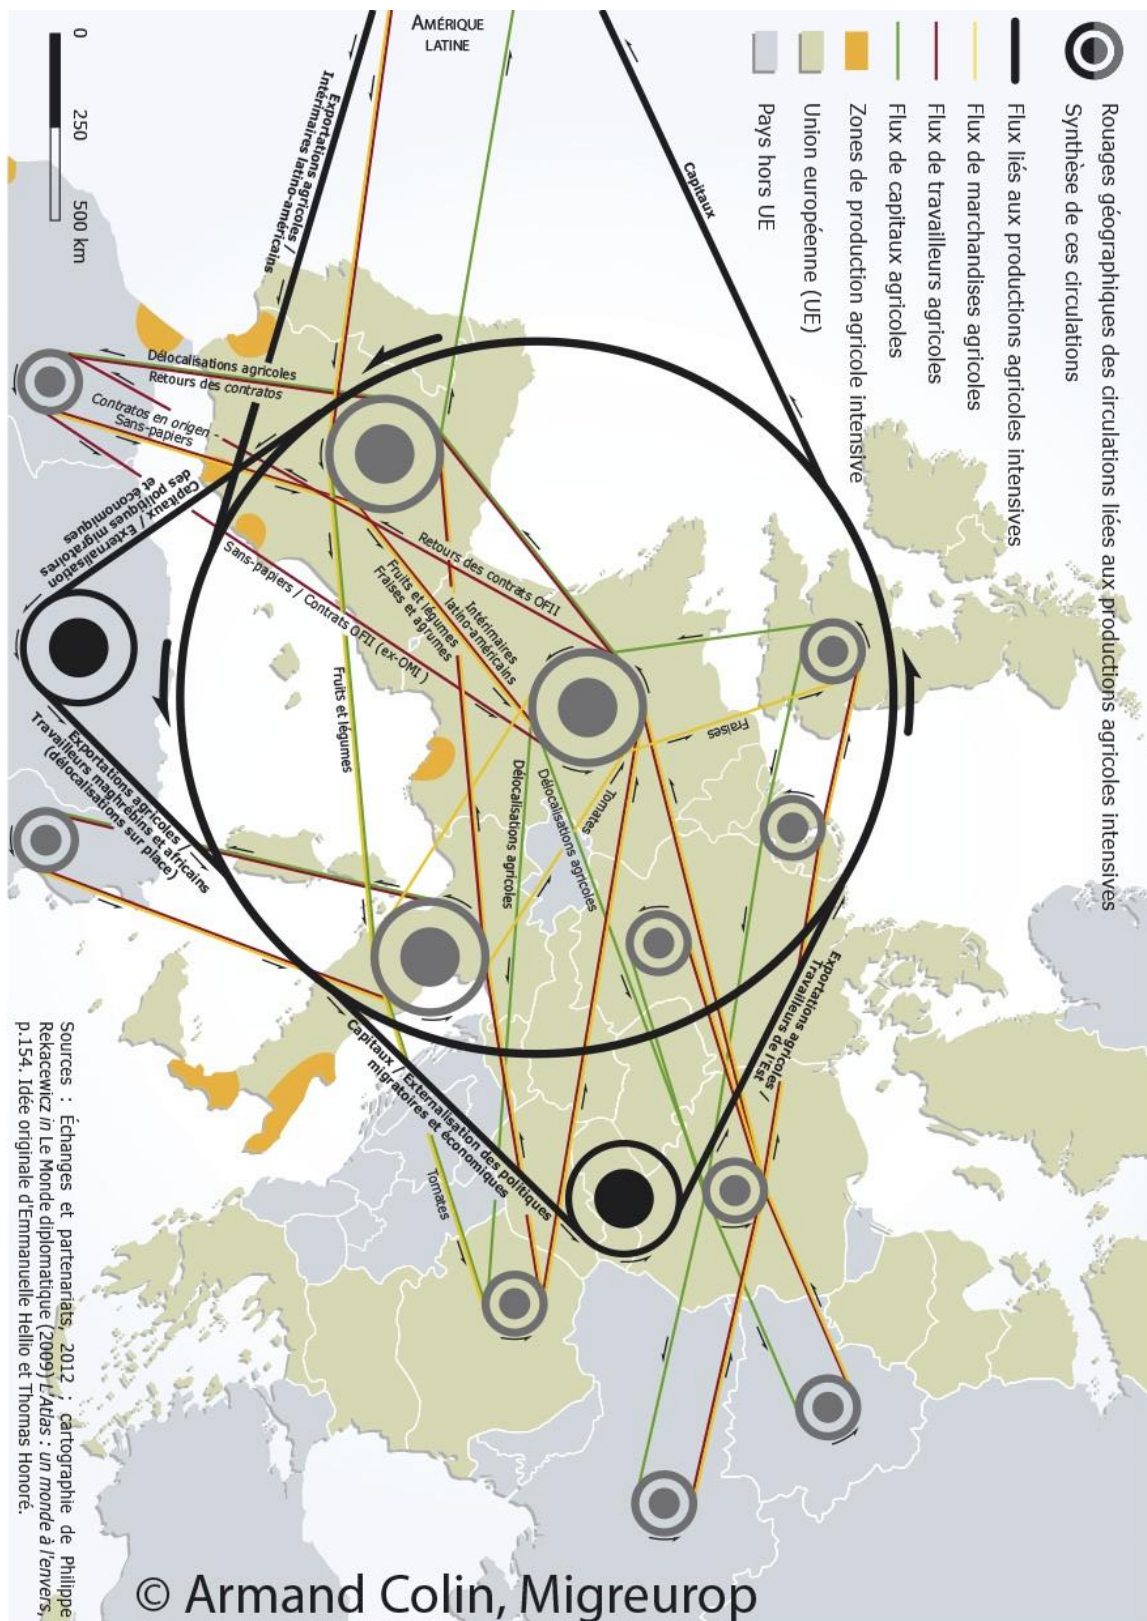 AMÉRIQUE
LATINE
0
250
500 km
Rouages géographiques des circulations liées aux productions agricoles intensives
Synthèse de ces circulations
Flux liés aux productions agricoles intensives
Flux de marchandises agricoles
Flux de travailleurs agricoles
Flux de capitaux agricoles
Zones de production agricole intensive
Union européenne (UE)
Pays hors UE
Capitaux
Exportations agricoles /
Intérimaires latino-américains
Délocalisations agricoles
Retours des contratos
Contratos en origen -
Sans-papiers
Capitaux / Externalisation
des politiques migratoires
et économiques
Sans-papiers / Contrats OFII (ex-OMI)
Retours des contrats OFII
Intérimaires
latino-américains
Fruits et légumes
Fraises et agrumes
Fruits et légumes
Fraises
Tomates
Délocalisations agricoles
Délocalisations agricoles
Exportations agricoles /
Travailleurs maghrébins et africains
(délocalisations sur place)
Exportations agricoles /
Travailleurs de l'Est
Capitaux / Externalisation des politiques
migratoires et économiques
Tomates
Sources : Échanges et partenariats, 2012 ; cartographie de Philippe
Rekacewicz in Le Monde diplomatique (2009) L'Atlas : un monde à l'envers,
p.154. Idée originale d'Emmanuelle Hellio et Thomas Honoré.
© Armand Colin, Migreurop